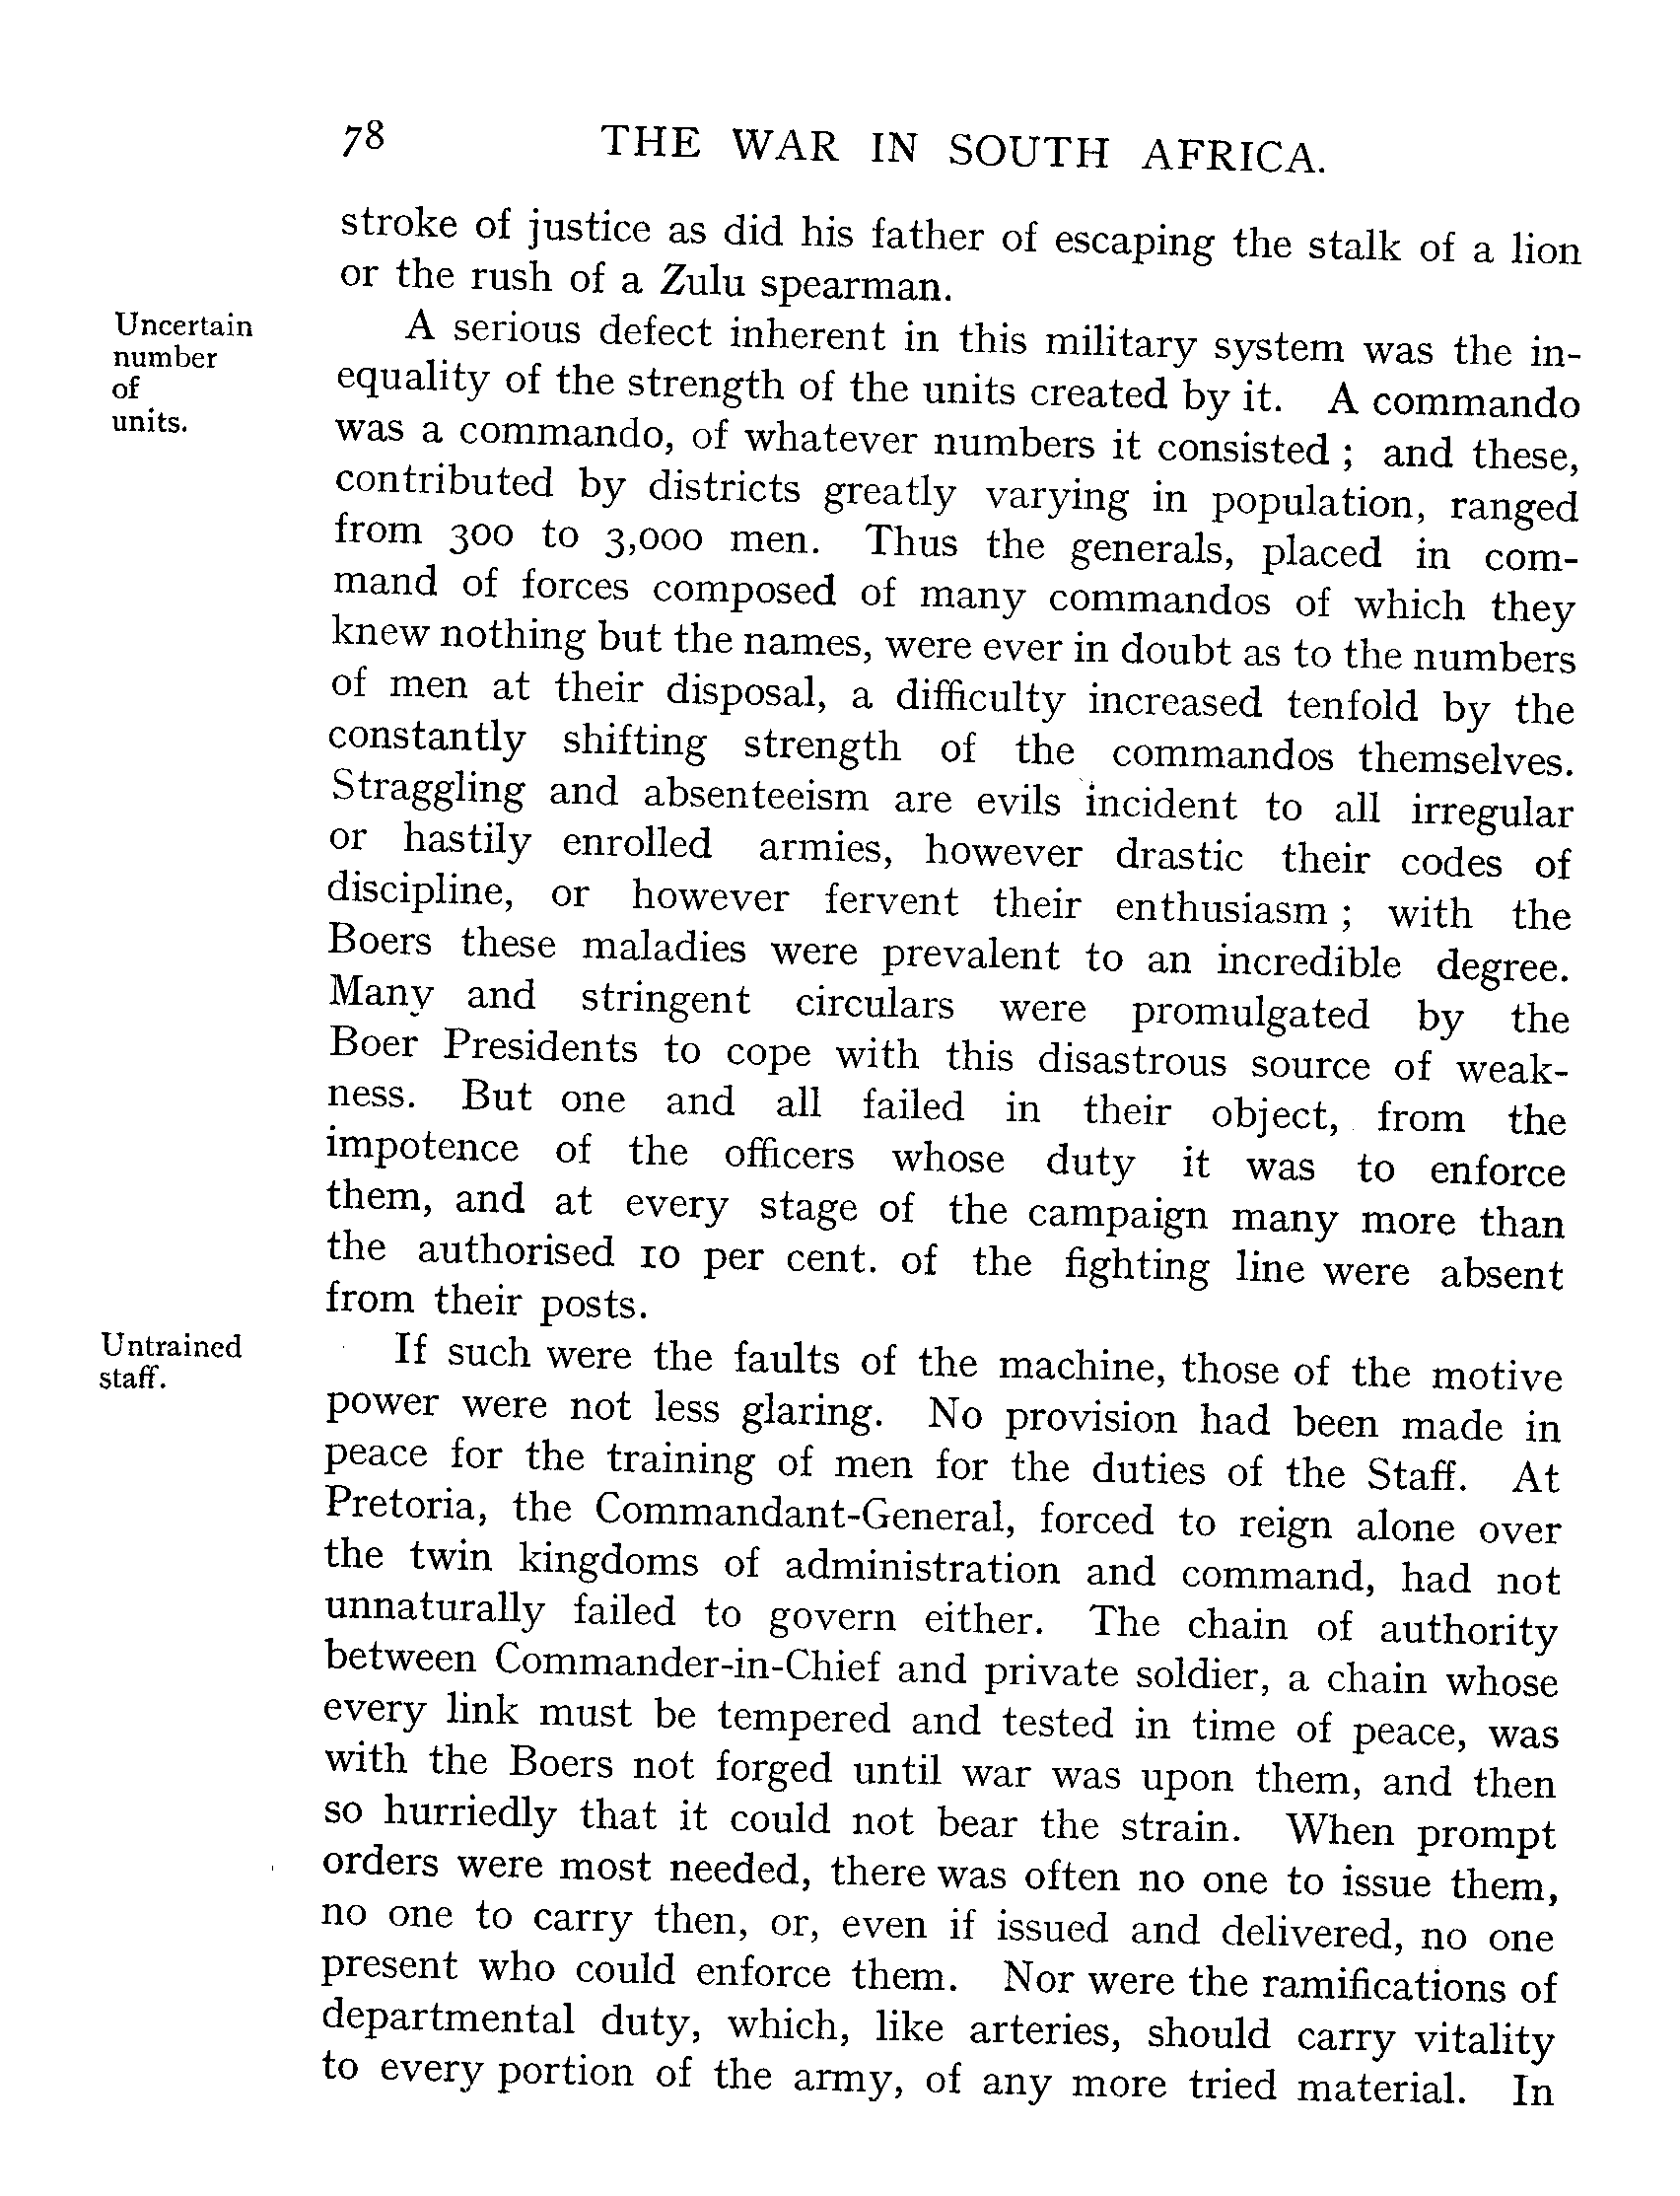 78 THE WAR IN SOUTH AFRICA.
stroke of justice as did his father of escaping the stalk of a lion
or the rush of a Zulu spearman.
Uncertain
number
of
units.
A serious defect inherent in this military system was the in-
equality of the strength of the units created by it. A commando
was a commando, of whatever numbers it consisted ; and these,
contributed by districts greatly varying in population, ranged
from 300 to 3,000 men. Thus the generals, placed in com-
mand of forces composed of many commandos of which they
knew nothing but the names, were ever in doubt as to the numbers
of men at their disposal, a difficulty increased tenfold by the
constantly shifting strength of the commandos themselves.
Straggling and absenteeism are evils incident to all irregular
or hastily enrolled armies, however drastic their codes of
discipline, or however fervent their enthusiasm ; with the
Boers these maladies were prevalent to an incredible degree.
Many and stringent circulars were promulgated by the
Boer Presidents to cope with this disastrous source of weak-
ness. But one and all failed in their object, from the
impotence of the officers whose duty it was to enforce
them, and at every stage of the campaign many more than
the authorised 10 per cent. of the fighting line were absent
from their posts.
Untrained
staff.
If such were the faults of the machine, those of the motive
power were not less glaring. No provision had been made in
peace for the training of men for the duties of the Staff. At
Pretoria, the Commandant-General, forced to reign alone over
the twin kingdoms of administration and command, had not
unnaturally failed to govern either. The chain of authority
between Commander-in-Chief and private soldier, a chain whose
every link must be tempered and tested in time of peace, was
with the Boers not forged until war was upon them, and then
so hurriedly that it could not bear the strain. When prompt
orders were most needed, there was often no one to issue them,
no one to carry then, or, even if issued and delivered, no one
present who could enforce them. Nor were the ramifications of
departmental duty, which, like arteries, should carry vitality
to every portion of the army, of any more tried material. In